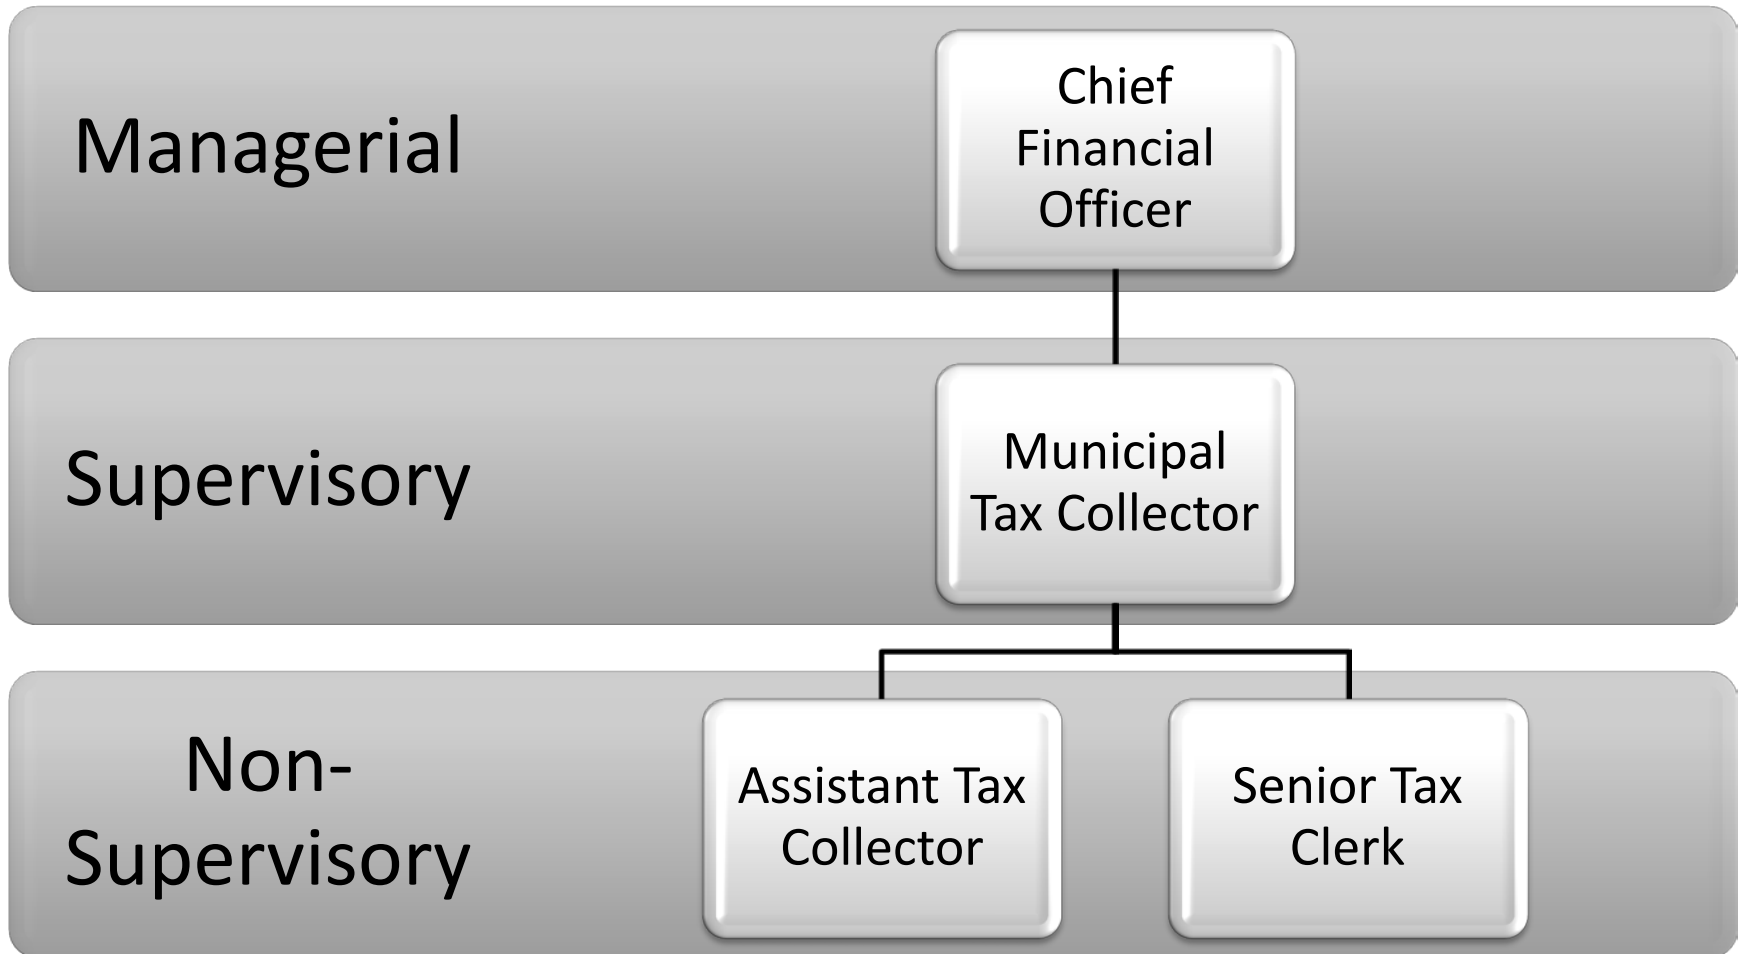 Managerial
Chief
Financial
Officer
Supervisory
Municipal
Tax Collector
Non-
Supervisory
Assistant Tax
Collector
Senior Tax
Clerk